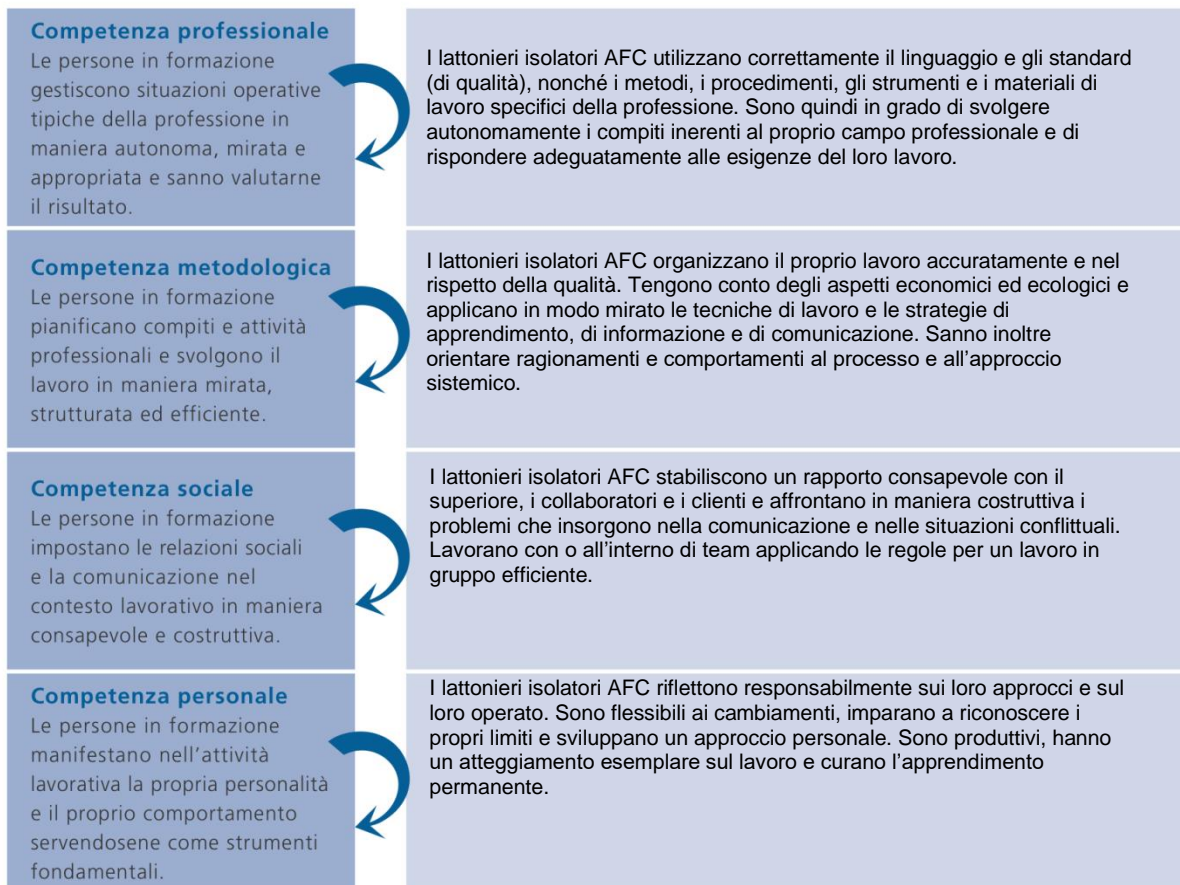 Competenza professionale
Le persone in formazione
gestiscono situazioni operative
tipiche della professione in
maniera autonoma, mirata e
appropriata e sanno valutarne
il risultato.
I lattonieri isolatori AFC utilizzano correttamente il linguaggio e gli standard
(di qualità), nonché i metodi, i procedimenti, gli strumenti e i materiali di
lavoro specifici della professione. Sono quindi in grado di svolgere
autonomamente i compiti inerenti al proprio campo professionale e di
rispondere adeguatamente alle esigenze del loro lavoro.
Competenza metodologica
Le persone in formazione
pianificano compiti e attività
professionali e svolgono il
lavoro in maniera mirata,
strutturata ed efficiente.
I lattonieri isolatori AFC organizzano il proprio lavoro accuratamente e nel
rispetto della qualità. Tengono conto degli aspetti economici ed ecologici e
applicano in modo mirato le tecniche di lavoro e le strategie di
apprendimento, di informazione e di comunicazione. Sanno inoltre
orientare ragionamenti e comportamenti al processo e all’approccio
sistemico.
Competenza sociale
Le persone in formazione
impostano le relazioni sociali
e la comunicazione nel
contesto lavorativo in maniera
consapevole e costruttiva.
I lattonieri isolatori AFC stabiliscono un rapporto consapevole con il
superiore, i collaboratori e i clienti e affrontano in maniera costruttiva i
problemi che insorgono nella comunicazione e nelle situazioni conflittuali.
Lavorano con o all’interno di team applicando le regole per un lavoro in
gruppo efficiente.
Competenza personale
Le persone in formazione
manifestano nell’attività
lavorativa la propria personalità
e il proprio comportamento
servendosene come strumenti
fondamentali.
I lattonieri isolatori AFC riflettono responsabilmente sui loro approcci e sul
loro operato. Sono flessibili ai cambiamenti, imparano a riconoscere i
propri limiti e sviluppano un approccio personale. Sono produttivi, hanno
un atteggiamento esemplare sul lavoro e curano l’apprendimento
permanente.